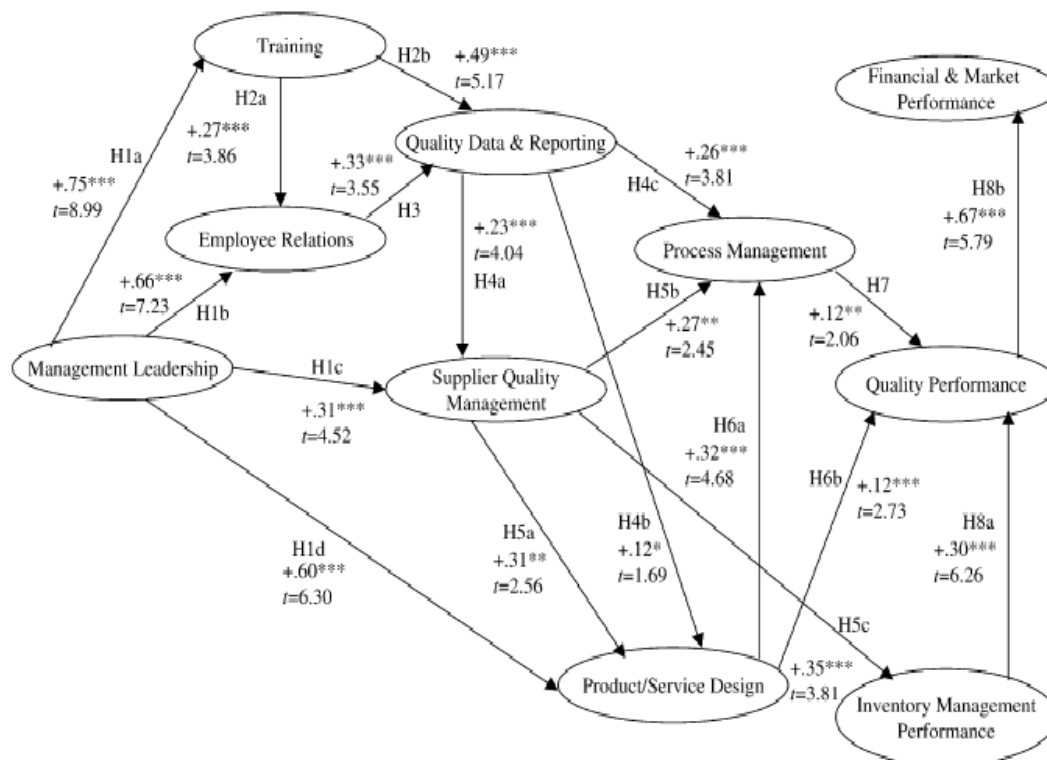 Training
H2b
+.49***
t=5.17
Financial & Market
Performance
H2a
+.27***
t=3.86
Quality Data & Reporting
H1a
+.75***
t=8.99
+.33***
t=3.55
H3
+.26***
t=3.81
H4c
H8b
+.67***
t=5.79
Employee Relations
+.23***
t=4.04
H4a
Process Management
+.66***
t=7.23
H1b
H5b
+.27**
t=2.45
H7
+.12**
t=2.06
Management Leadership
H1c
+.31***
t=4.52
Supplier Quality
Management
Quality Performance
H6a
+.32***
t=4.68
H6b
+.12***
t=2.73
H1d
+.60***
t=6.30
H5a
+.31**
t=2.56
H4b
+.12*
t=1.69
H8a
+.30***
t=6.26
H5c
+.35***
t=3.81
Product/Service Design
Inventory Management
Performance